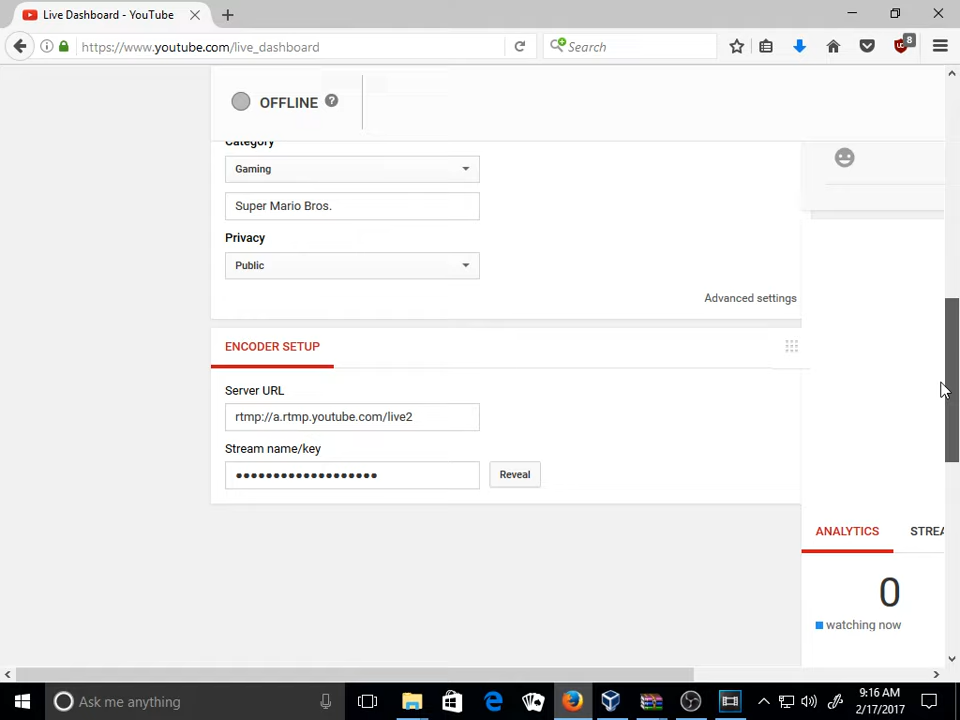 Live Dashboard - YouTube
https://www.youtube.com/live_dashboard
Search
8
OFFLINE ?
Category
Gaming
Super Mario Bros.
Privacy
Public
Advanced settings
ENCODER SETUP
Server URL
rtmp://a.rtmp.youtube.com/live2
Stream name/key
•••••••••••••••••••
Reveal
ANALYTICS
STREA
0
watching now
Ask me anything
9:16 AM
2/17/2017